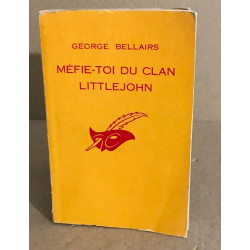 GEORGE BELLAIRS
MÉFIE-TOI DU CLAN
LITTLEJOHN